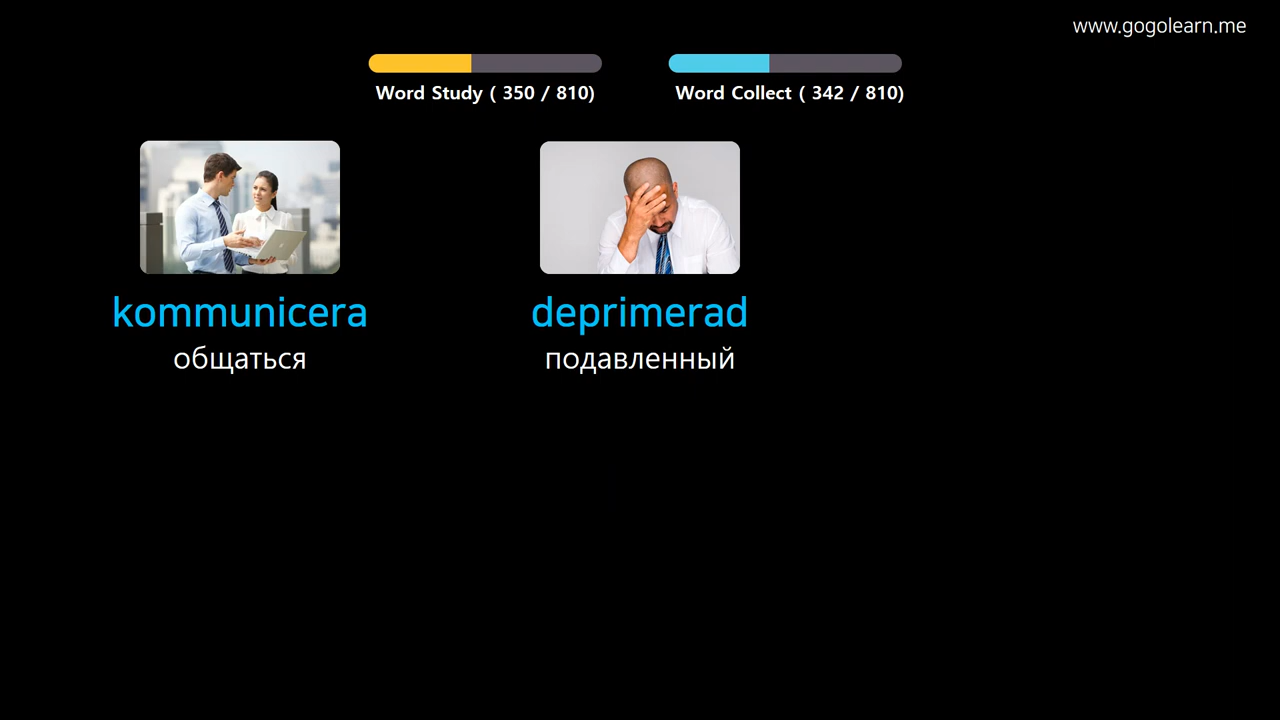 www.gogolearn.me
Word Study ( 350 / 810)
Word Collect ( 342 / 810)
kommunicera
общаться
deprimerad
подавленный